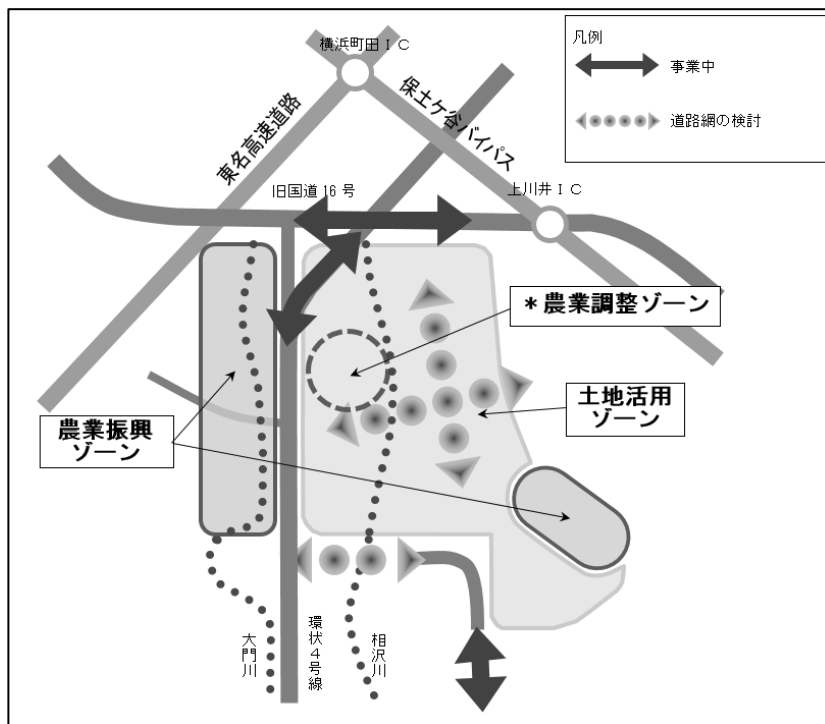 横浜町田ＩＣ
凡例
事業中
道路網の検討
東名高速道路
保土ケ谷バイパス
旧国道16号
上川井ＩＣ
＊農業調整ゾーン
土地活用
ゾーン
農業振興
ゾーン
大門川
環状４号線
相沢川